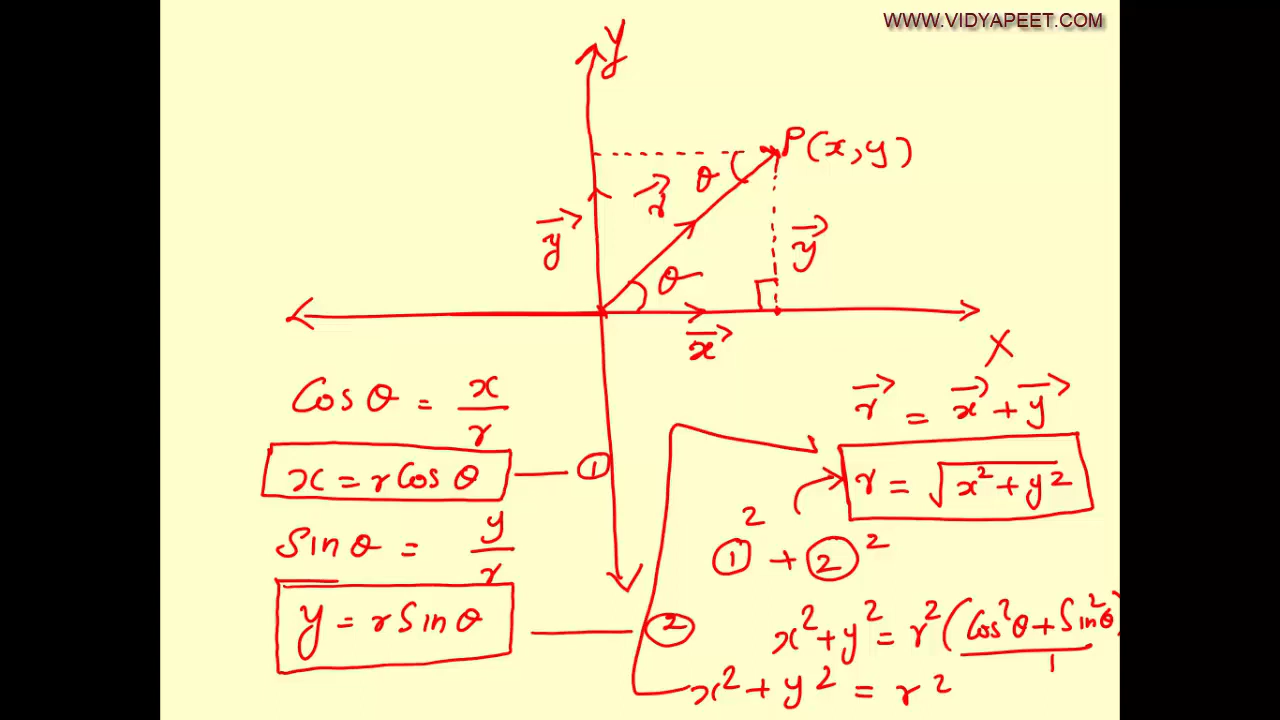 WWW.VIDYAPEET.COM
y
P(x,y)
θ
r⃗
y⃗
y⃗
θ
x⃗
X
Cos θ = x/r
x = r Cos θ — ①
Sin θ = y/r
y = r Sin θ — ②
r⃗ = x⃗ + y⃗
r = √(x² + y²)
①² + ②²
x² + y² = r² (Cos²θ + Sin²θ)
1
x² + y² = r²